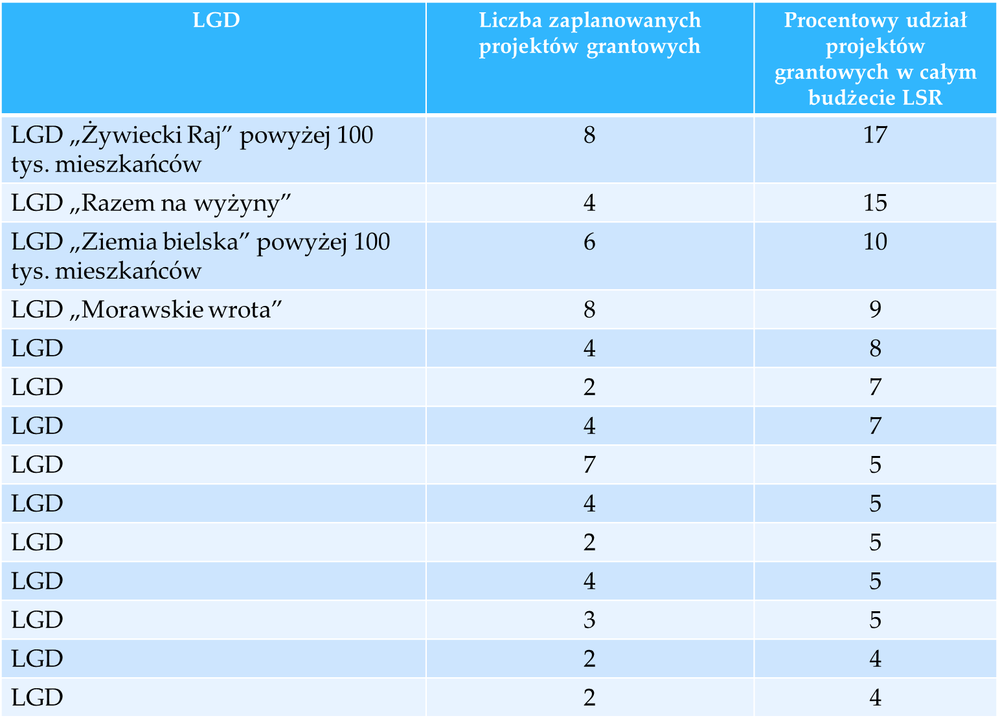 LGD
Liczba zaplanowanych
projektów grantowych
Procentowy udział
projektów
grantowych w całym
budżecie LSR
LGD „Żywiecki Raj” powyżej 100
tys. mieszkańców
8
17
LGD „Razem na wyżyny”
4
15
LGD „Ziemia bielska” powyżej 100
tys. mieszkańców
6
10
LGD „Morawskie wrota”
8
9
LGD
4
8
LGD
2
7
LGD
4
7
LGD
7
5
LGD
4
5
LGD
2
5
LGD
4
5
LGD
3
5
LGD
2
4
LGD
2
4